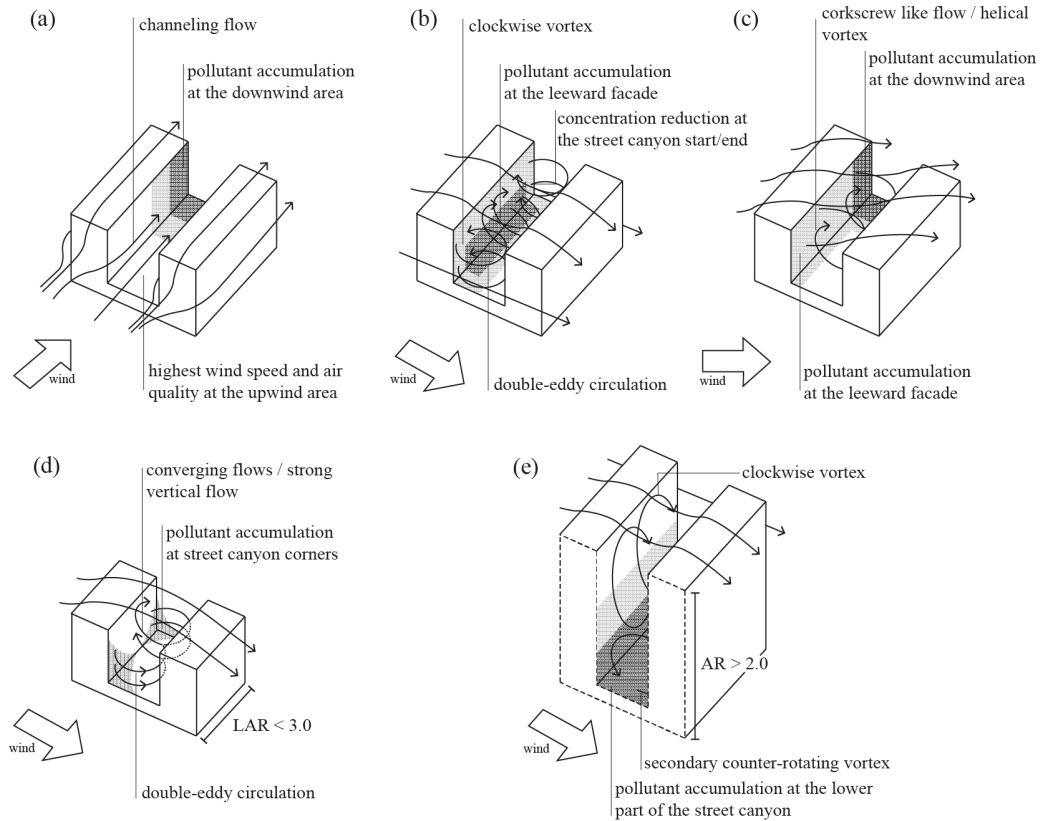 (a)
channeling flow
pollutant accumulation
at the downwind area
wind
highest wind speed and air
quality at the upwind area
(b)
clockwise vortex
pollutant accumulation
at the leeward facade
concentration reduction at
the street canyon start/end
wind
double-eddy circulation
(c)
corkscrew like flow / helical
vortex
pollutant accumulation
at the downwind area
wind
pollutant accumulation
at the leeward facade
(d)
converging flows / strong
vertical flow
pollutant accumulation
at street canyon corners
LAR < 3.0
wind
double-eddy circulation
(e)
clockwise vortex
AR > 2.0
wind
secondary counter-rotating vortex
pollutant accumulation at the lower
part of the street canyon